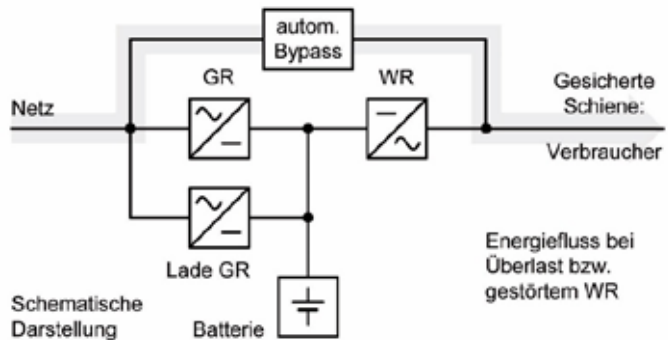 autom.
Bypass
GR
WR
Gesicherte
Schiene:
Netz
Verbraucher
Lade GR
Energiefluss bei
Überlast bzw.
gestörtem WR
Schematische
Darstellung
Batterie